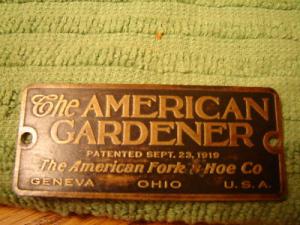 The AMERICAN
GARDENER
PATENTED SEPT. 23, 1919
The American Fork & Hoe Co
GENEVA OHIO U.S.A.